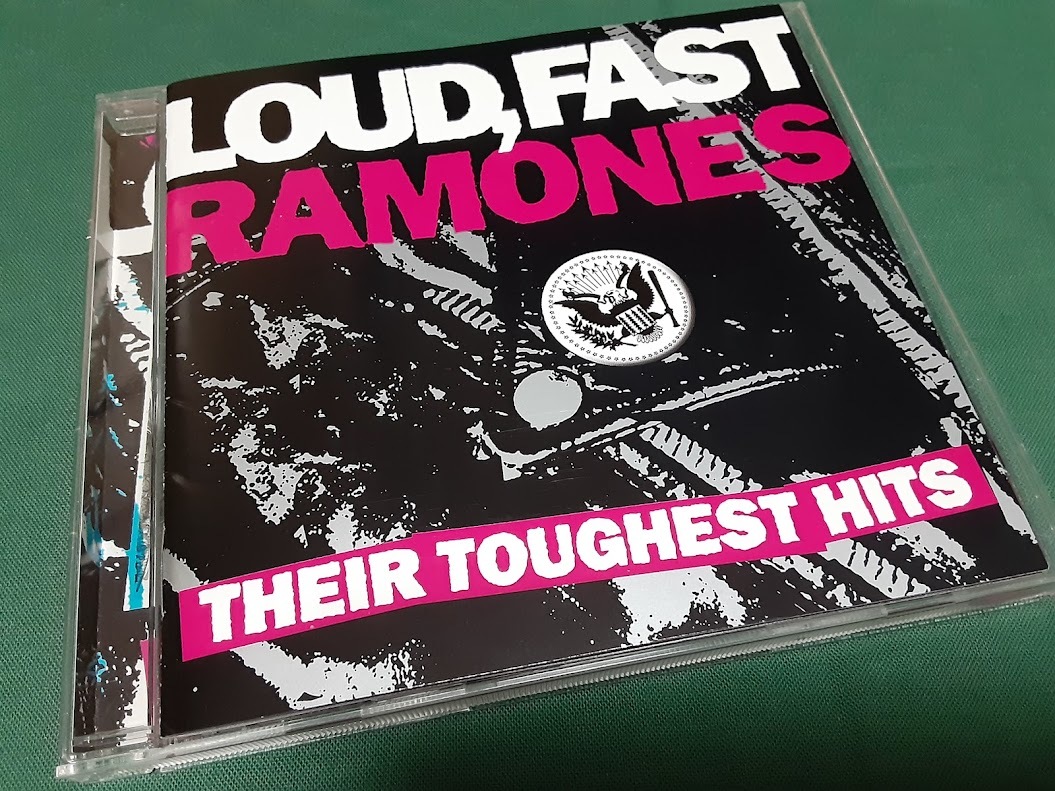 LOUD, FAST
RAMONES
THEIR TOUGHEST HITS